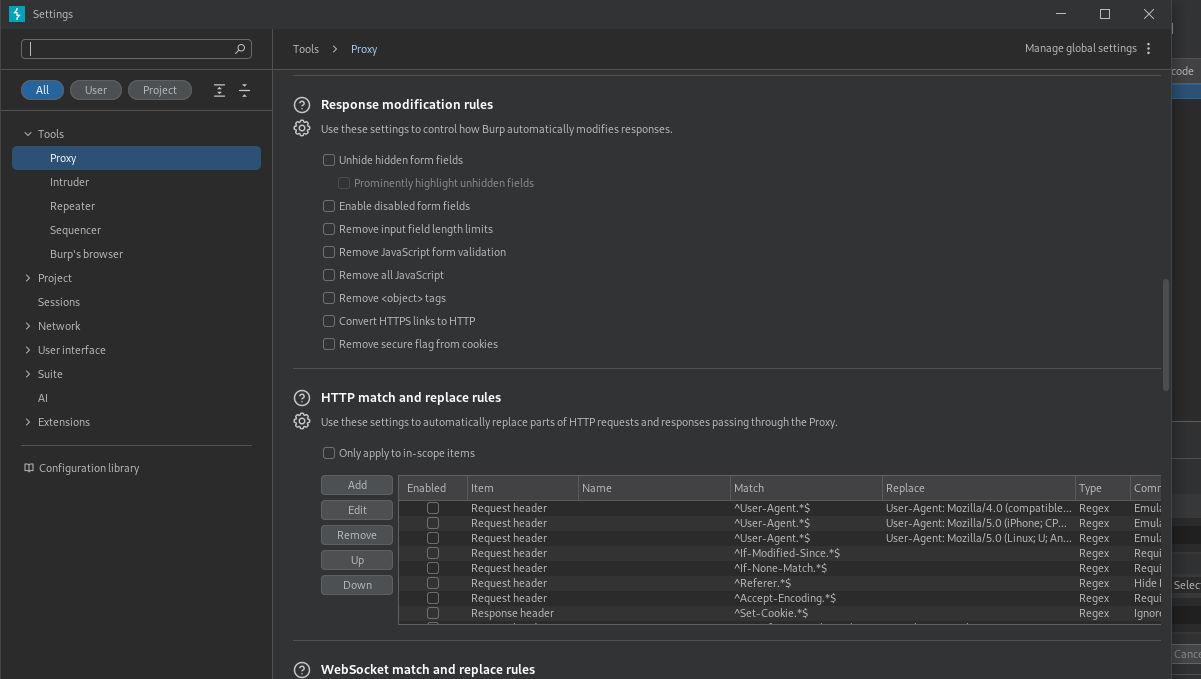 Settings
Tools > Proxy
Manage global settings
All User Project
Tools
Proxy
Intruder
Repeater
Sequencer
Burp's browser
Project
Sessions
Network
User interface
Suite
AI
Extensions
Configuration library
Response modification rules
Use these settings to control how Burp automatically modifies responses.
Unhide hidden form fields
Prominently highlight unhidden fields
Enable disabled form fields
Remove input field length limits
Remove JavaScript form validation
Remove all JavaScript
Remove <object> tags
Convert HTTPS links to HTTP
Remove secure flag from cookies
HTTP match and replace rules
Use these settings to automatically replace parts of HTTP requests and responses passing through the Proxy.
Only apply to in-scope items
Add
Edit
Remove
Up
Down
Enabled Item Name Match Replace Type Comm
Request header ^User-Agent.*$ User-Agent: Mozilla/4.0 (compatible... Regex Emula
Request header ^User-Agent.*$ User-Agent: Mozilla/5.0 (iPhone; CP... Regex Emula
Request header ^User-Agent.*$ User-Agent: Mozilla/5.0 (Linux; U; An... Regex Emula
Request header ^If-Modified-Since.*$ Regex Requi
Request header ^If-None-Match.*$ Regex Requi
Request header ^Referer.*$ Regex Hide
Request header ^Accept-Encoding.*$ Regex Requi
Response header ^Set-Cookie.*$ Regex Ignor
WebSocket match and replace rules
code
Selec
Cance